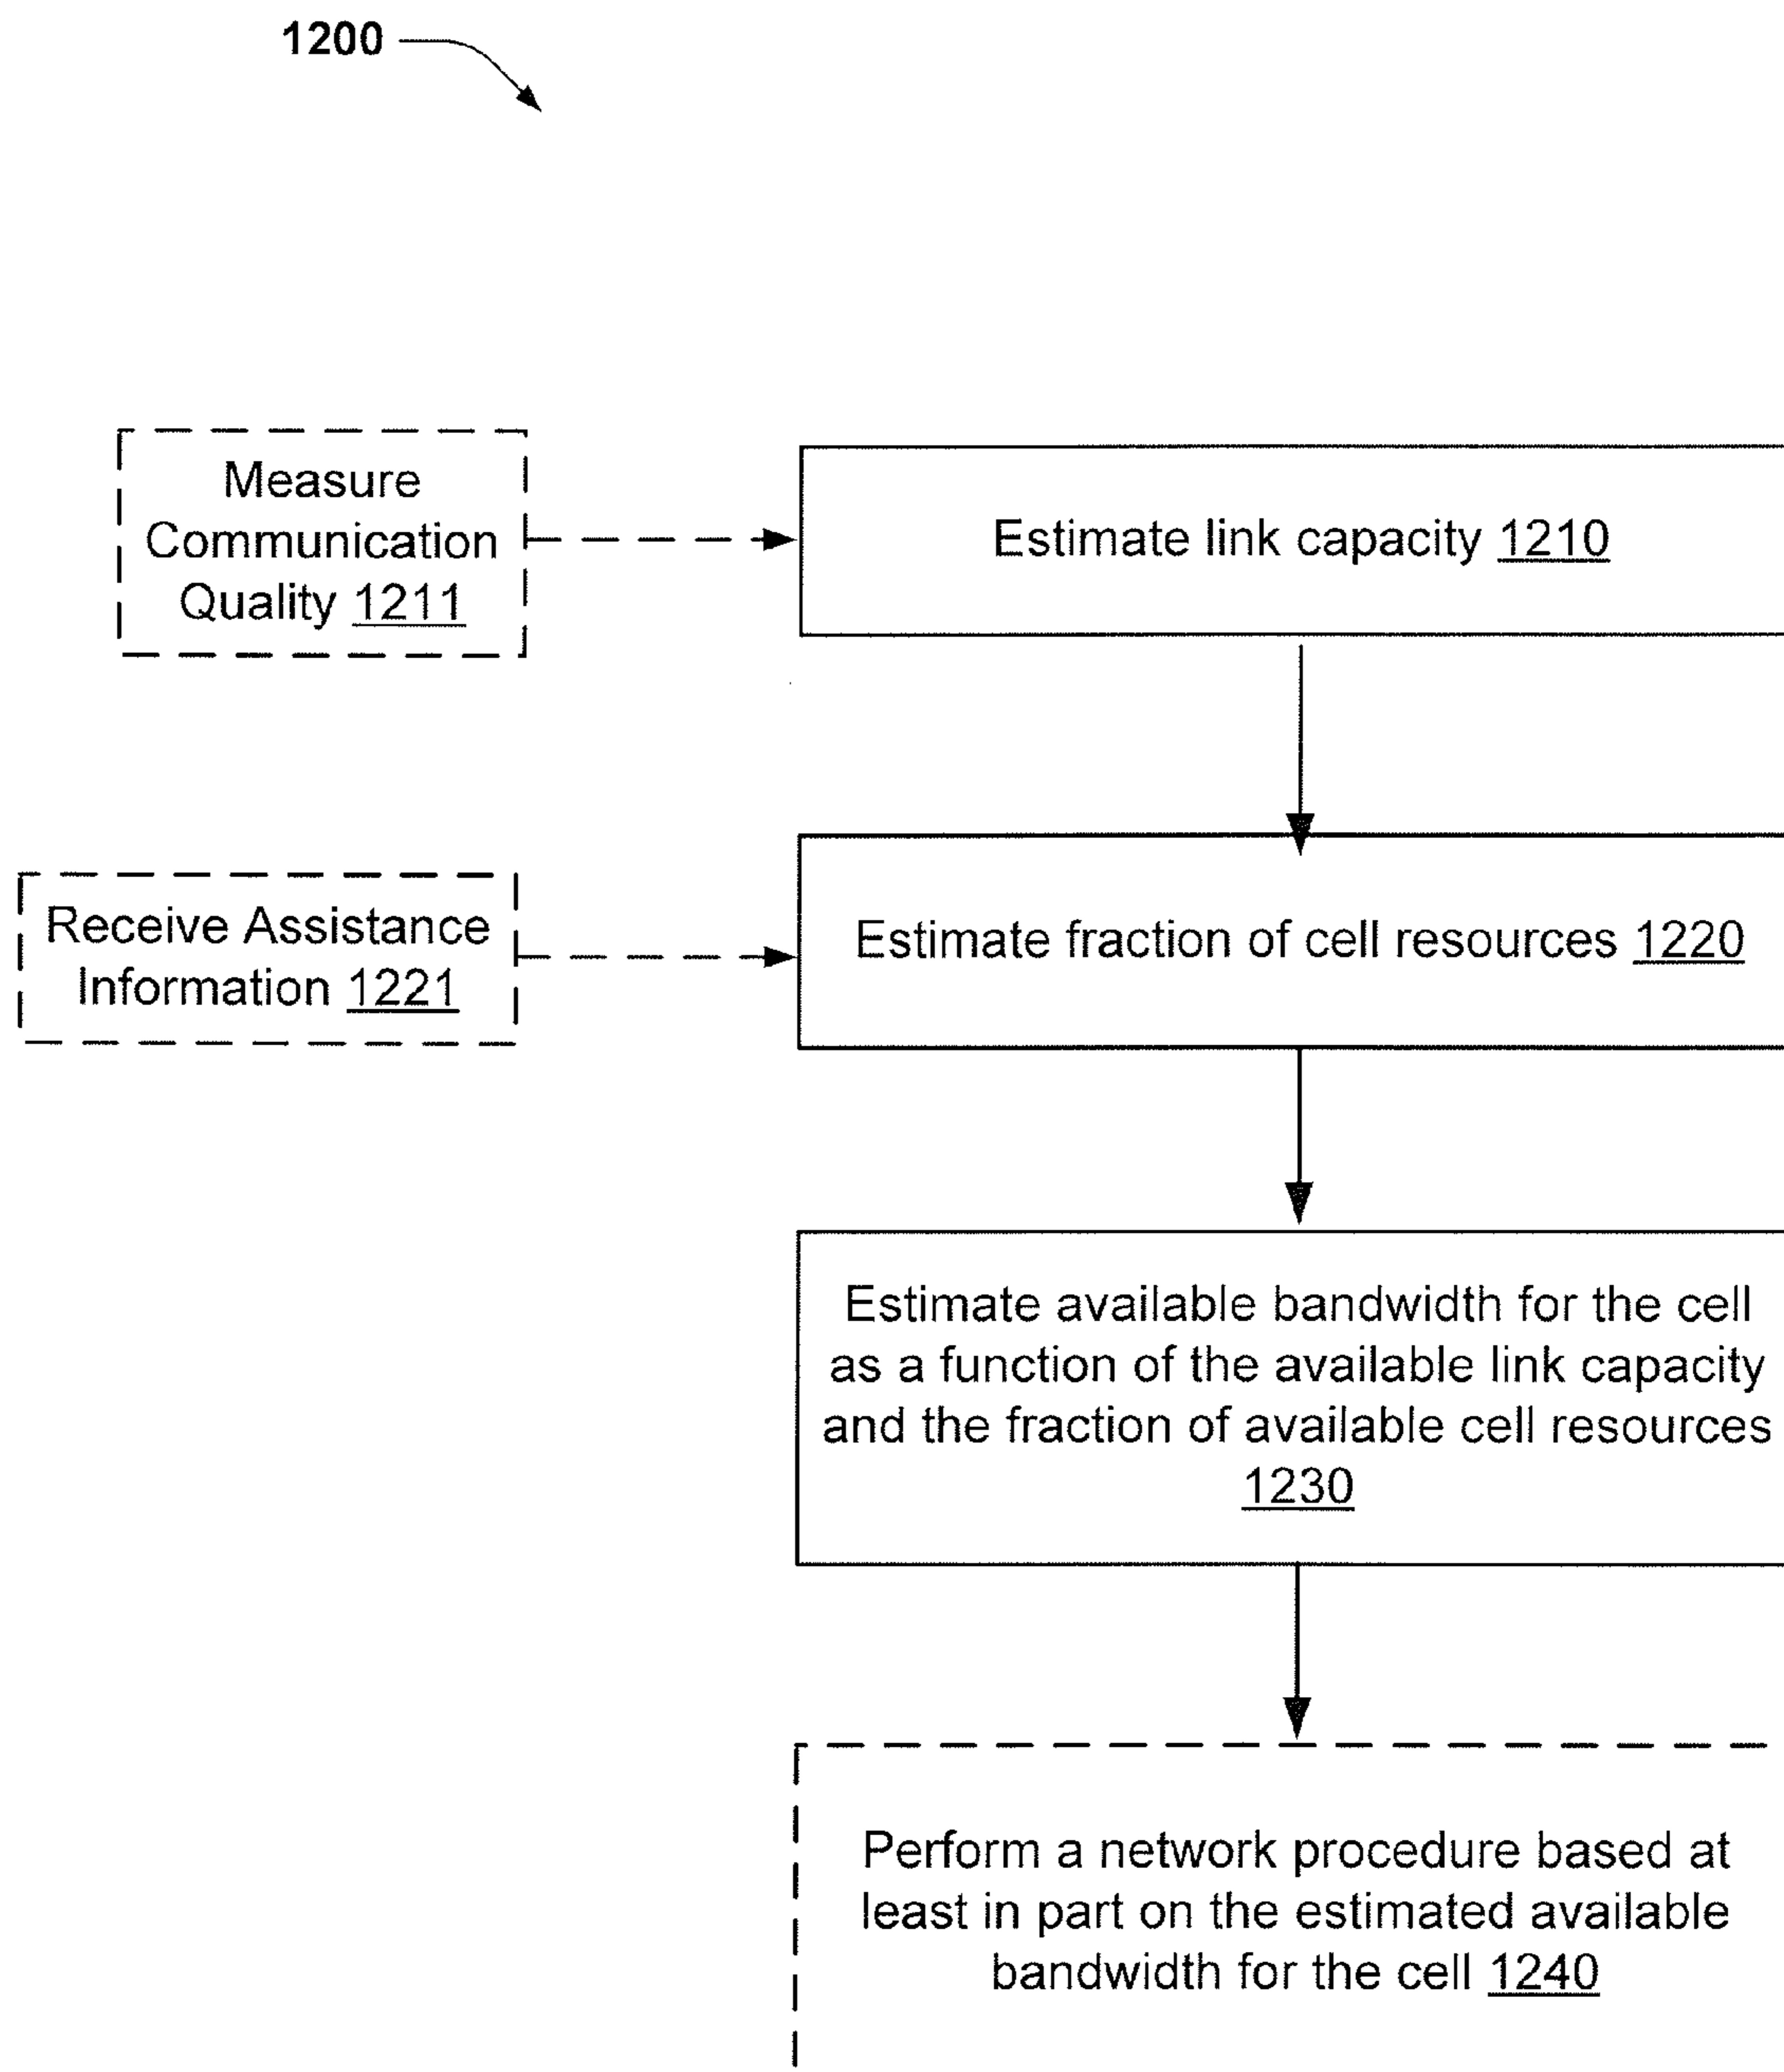 1200
Measure
Communication
Quality 1211
Estimate link capacity 1210
Receive Assistance
Information 1221
Estimate fraction of cell resources 1220
Estimate available bandwidth for the cell
as a function of the available link capacity
and the fraction of available cell resources
1230
Perform a network procedure based at
least in part on the estimated available
bandwidth for the cell 1240